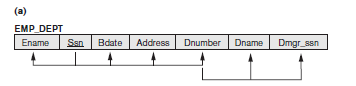 (a)
EMP_DEPT
Ename Ssn Bdate Address Dnumber Dname Dmgr_ssn